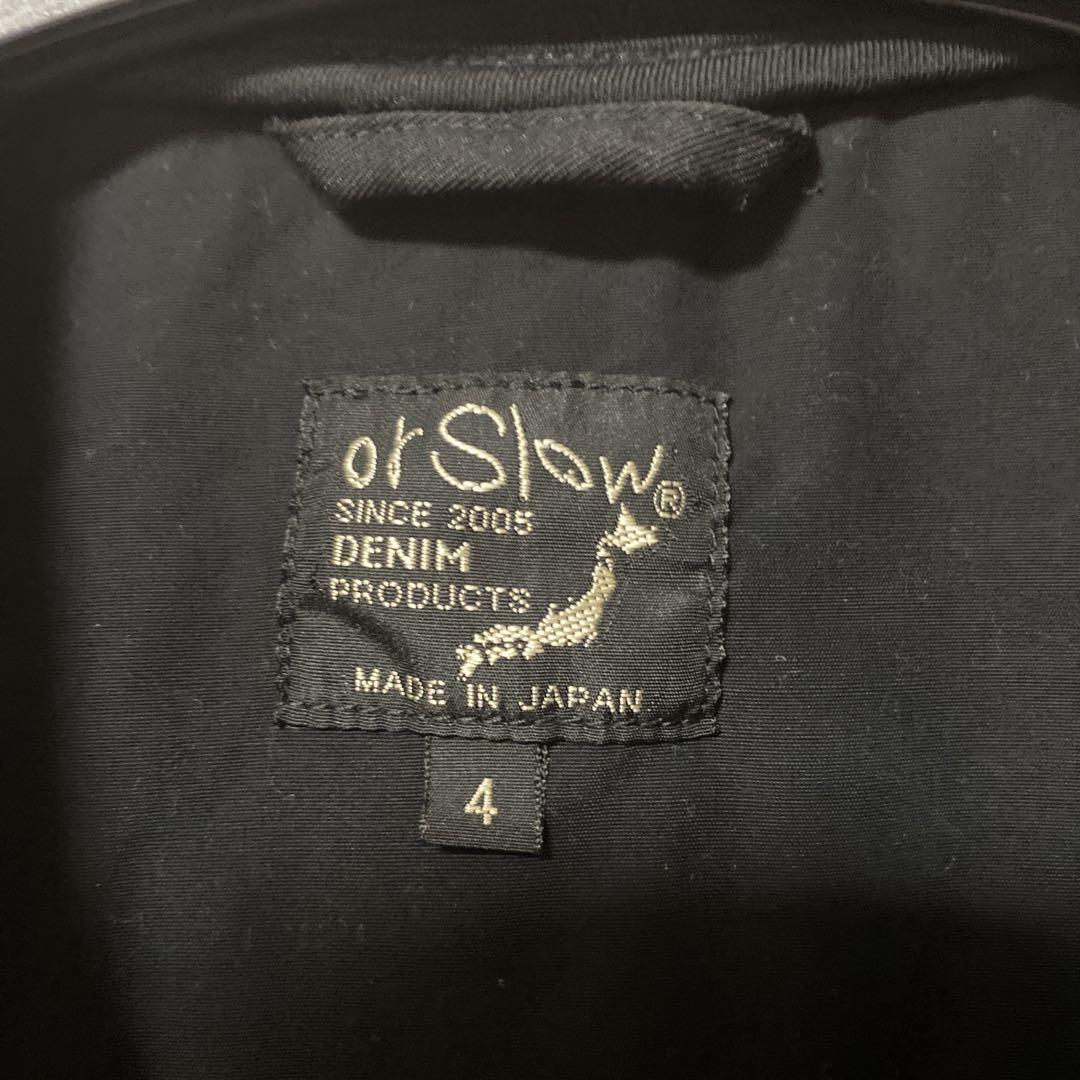 orSlow®
SINCE 2005
DENIM
PRODUCTS
MADE IN JAPAN
4